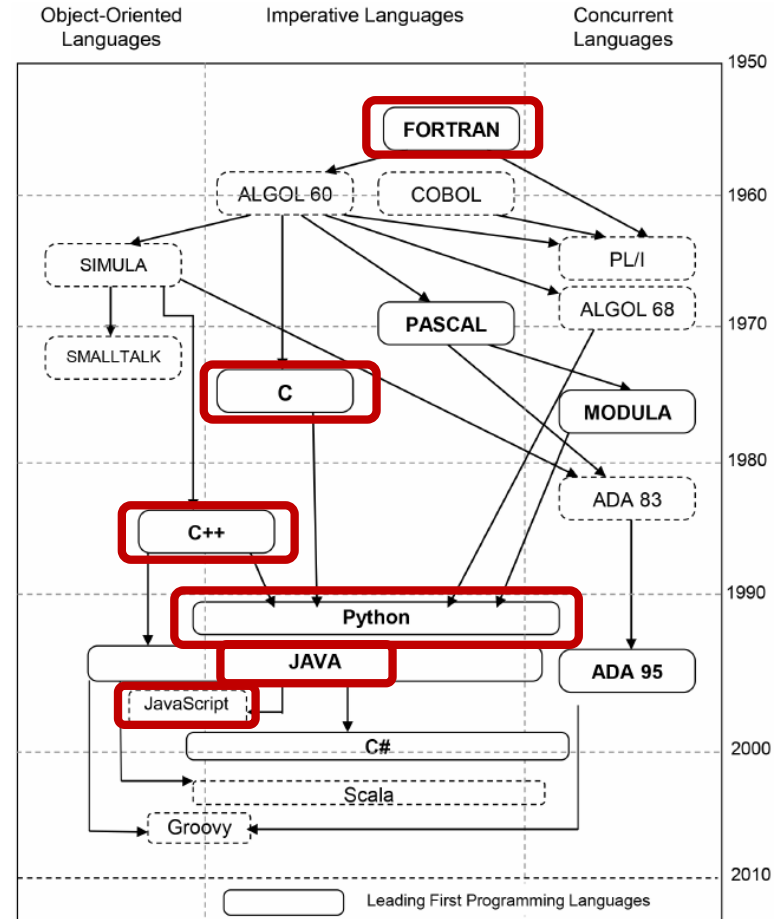 Object-Oriented
Languages
Imperative Languages
Concurrent
Languages
1950
FORTRAN
ALGOL 60
COBOL
1960
SIMULA
PL/I
ALGOL 68
PASCAL
1970
SMALLTALK
C
MODULA
1980
ADA 83
C++
1990
Python
JAVA
ADA 95
JavaScript
C#
2000
Scala
Groovy
2010
Leading First Programming Languages